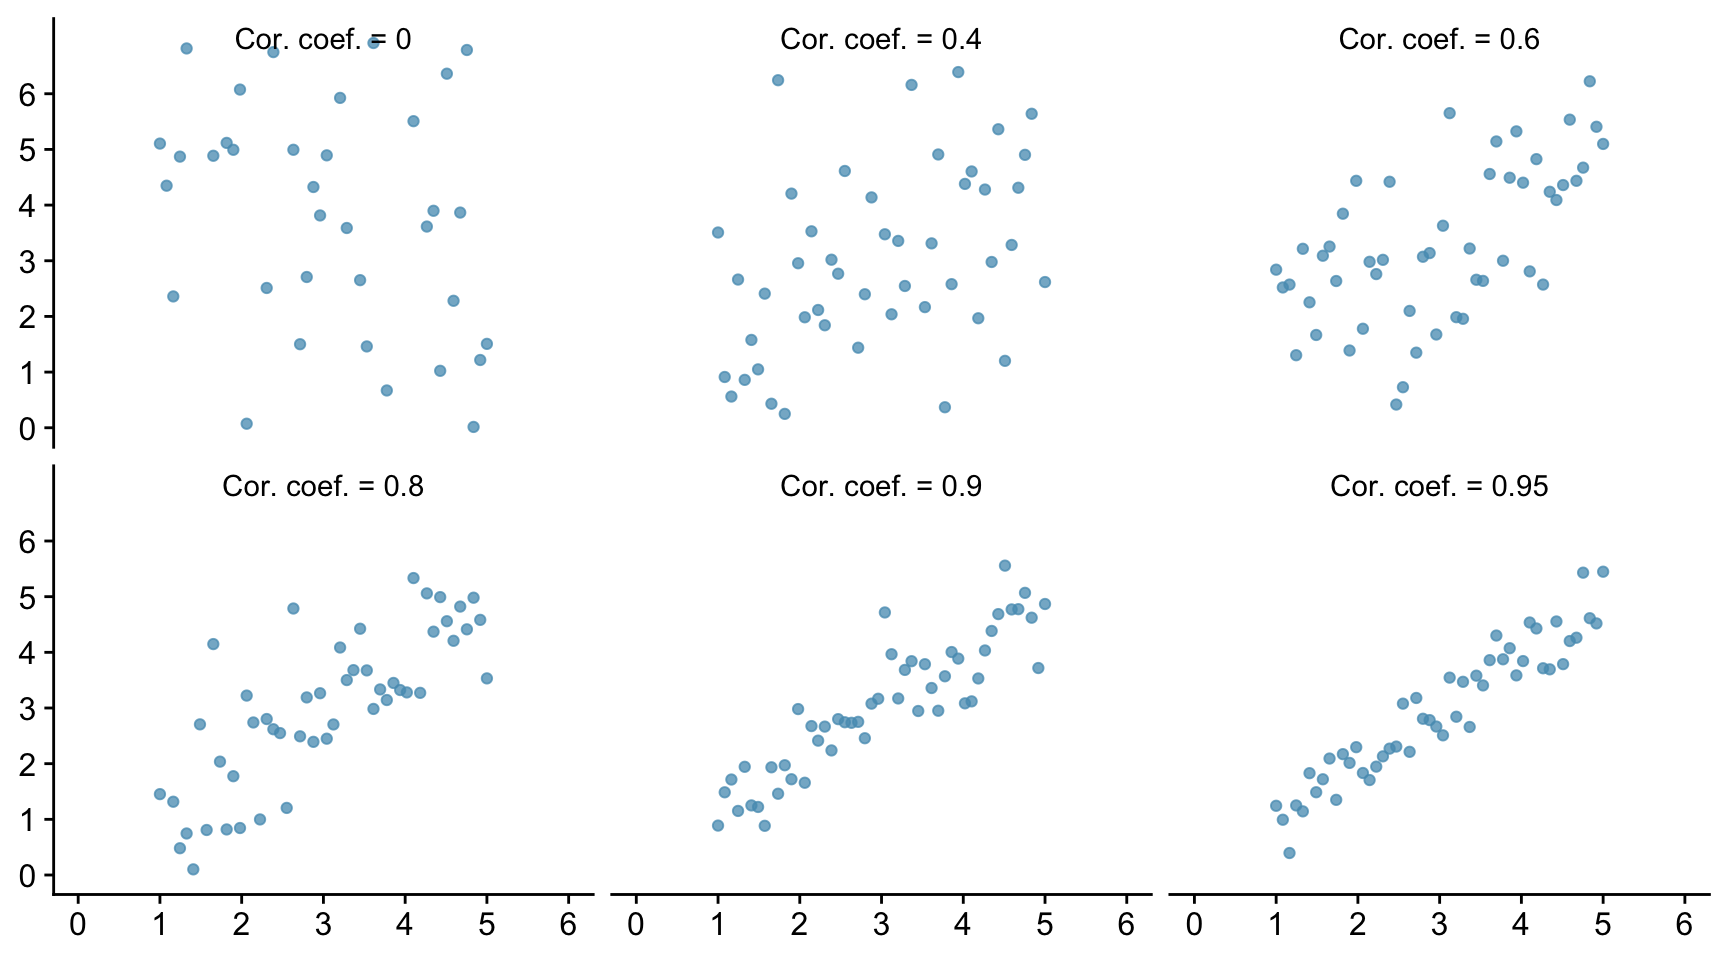 Cor. coef. = 0
Cor. coef. = 0.4
Cor. coef. = 0.6
6
5
4
3
2
1
0
Cor. coef. = 0.8
Cor. coef. = 0.9
Cor. coef. = 0.95
6
5
4
3
2
1
0
0 1 2 3 4 5 6
0 1 2 3 4 5 6
0 1 2 3 4 5 6